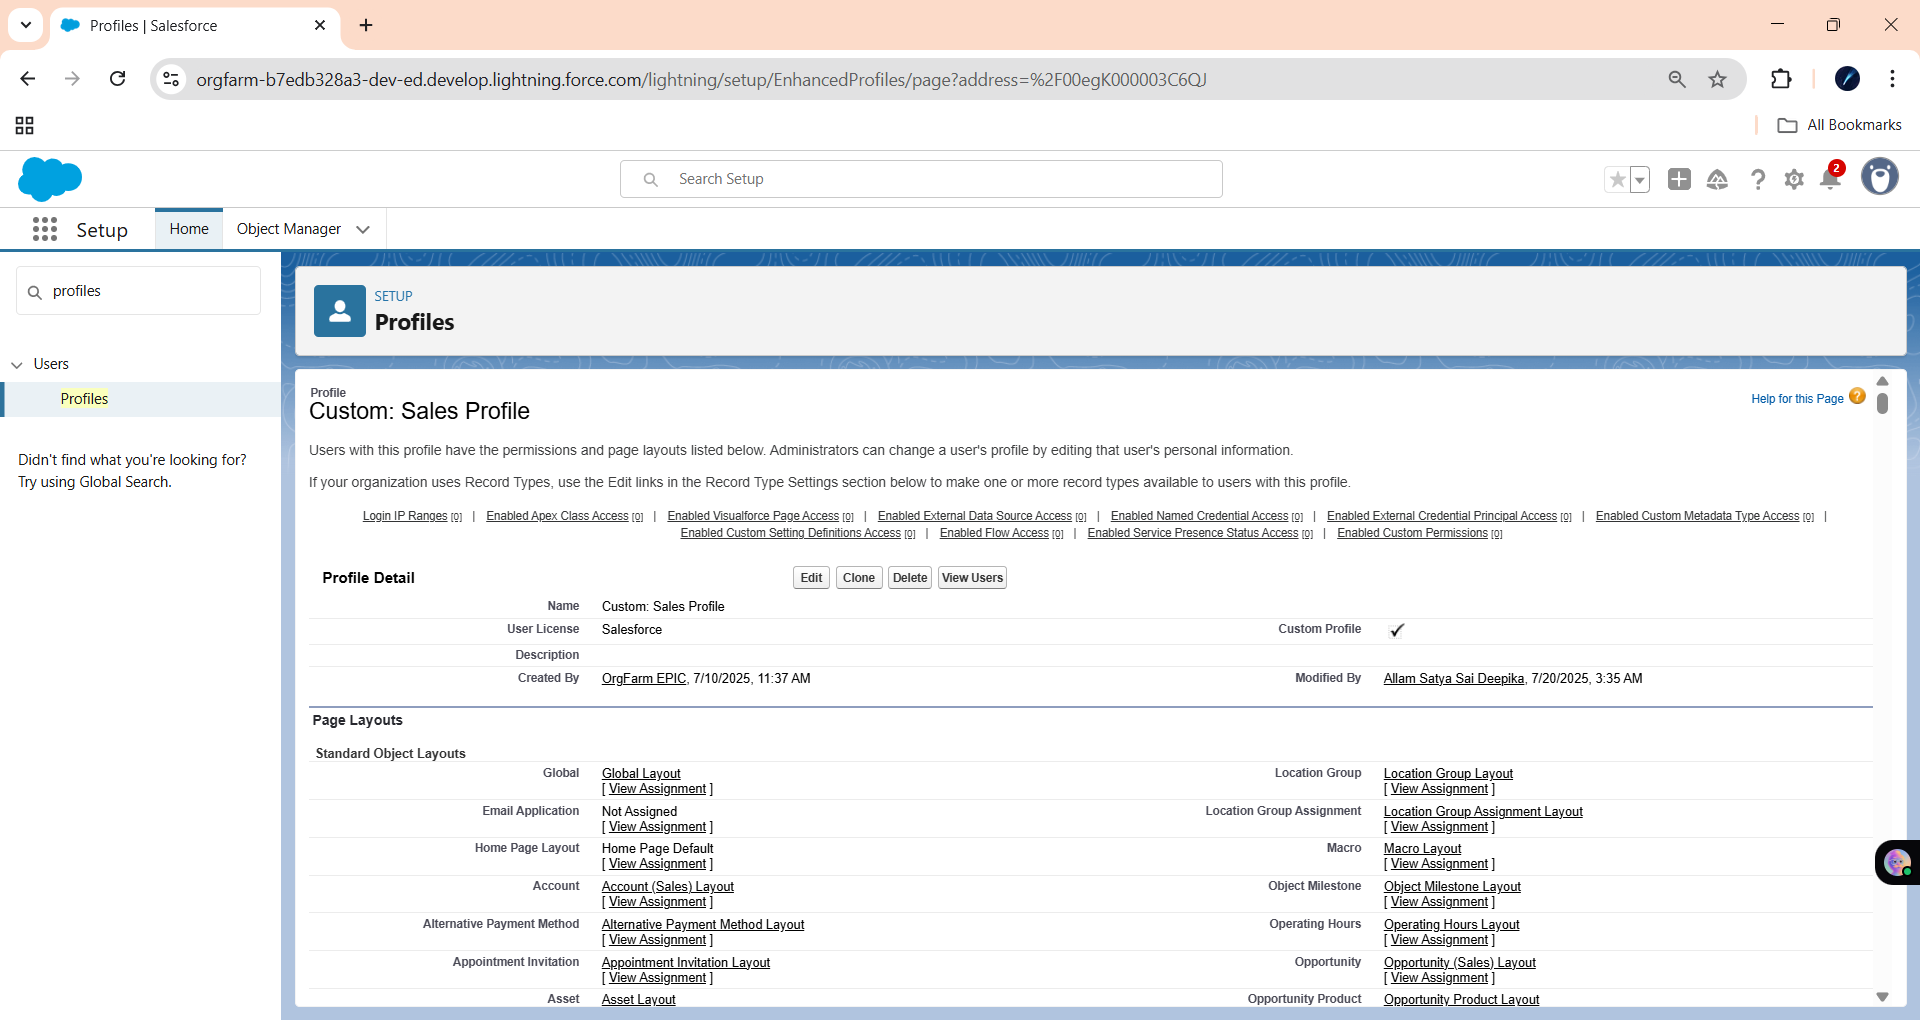 Profiles | Salesforce
orgfarm-b7edb328a3-dev-ed.develop.lightning.force.com/lightning/setup/EnhancedProfiles/page?address=%2F00egK000003C6QJ
All Bookmarks
Search Setup
2
Setup
Home
Object Manager
profiles
Users
Profiles
Didn't find what you're looking for?
Try using Global Search.
SETUP
Profiles
Profile
Custom: Sales Profile
Help for this Page ?
Users with this profile have the permissions and page layouts listed below. Administrators can change a user's profile by editing that user's personal information.
If your organization uses Record Types, use the Edit links in the Record Type Settings section below to make one or more record types available to users with this profile.
Login IP Ranges [0] | Enabled Apex Class Access [0] | Enabled Visualforce Page Access [0] | Enabled External Data Source Access [0] | Enabled Named Credential Access [0] | Enabled External Credential Principal Access [0] | Enabled Custom Metadata Type Access [0] |
Enabled Custom Setting Definitions Access [0] | Enabled Flow Access [0] | Enabled Service Presence Status Access [0] | Enabled Custom Permissions [0]
Profile Detail Edit Clone Delete View Users
Name Custom: Sales Profile
User License Salesforce Custom Profile
Description
Created By OrgFarm EPIC, 7/10/2025, 11:37 AM Modified By Allam Satya Sai Deepika, 7/20/2025, 3:35 AM
Page Layouts
Standard Object Layouts
Global Global Layout Location Group Location Group Layout
[ View Assignment ] [ View Assignment ]
Email Application Not Assigned Location Group Assignment Location Group Assignment Layout
[ View Assignment ] [ View Assignment ]
Home Page Layout Home Page Default Macro Macro Layout
[ View Assignment ] [ View Assignment ]
Account Account (Sales) Layout Object Milestone Object Milestone Layout
[ View Assignment ] [ View Assignment ]
Alternative Payment Method Alternative Payment Method Layout Operating Hours Operating Hours Layout
[ View Assignment ] [ View Assignment ]
Appointment Invitation Appointment Invitation Layout Opportunity Opportunity (Sales) Layout
[ View Assignment ] [ View Assignment ]
Asset Asset Layout Opportunity Product Opportunity Product Layout